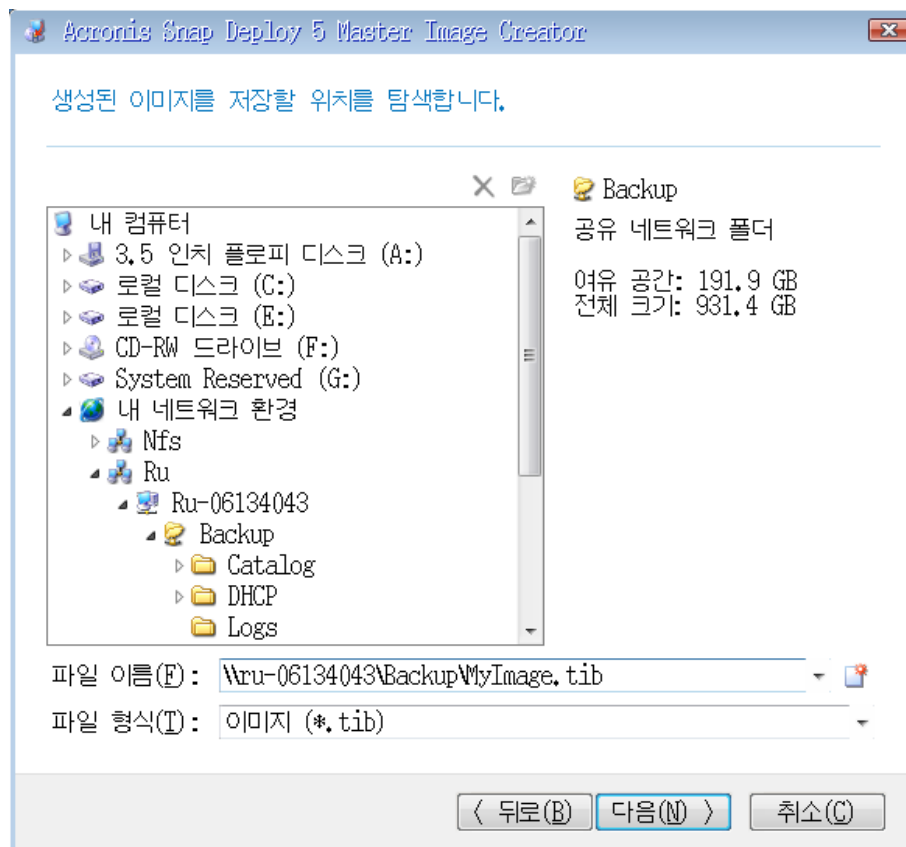 Acronis Snap Deploy 5 Master Image Creator
생성된 이미지를 저장할 위치를 탐색합니다.
내 컴퓨터
3.5 인치 플로피 디스크 (A:)
로컬 디스크 (C:)
로컬 디스크 (E:)
CD-RW 드라이브 (F:)
System Reserved (G:)
내 네트워크 환경
Nfs
Ru
Ru-06134043
Backup
Catalog
DHCP
Logs
Backup
공유 네트워크 폴더
여유 공간: 191.9 GB
전체 크기: 931.4 GB
파일 이름(F): \\ru-06134043\Backup\MyImage.tib
파일 형식(T): 이미지 (*.tib)
< 뒤로(B) 다음(N) > 취소(C)